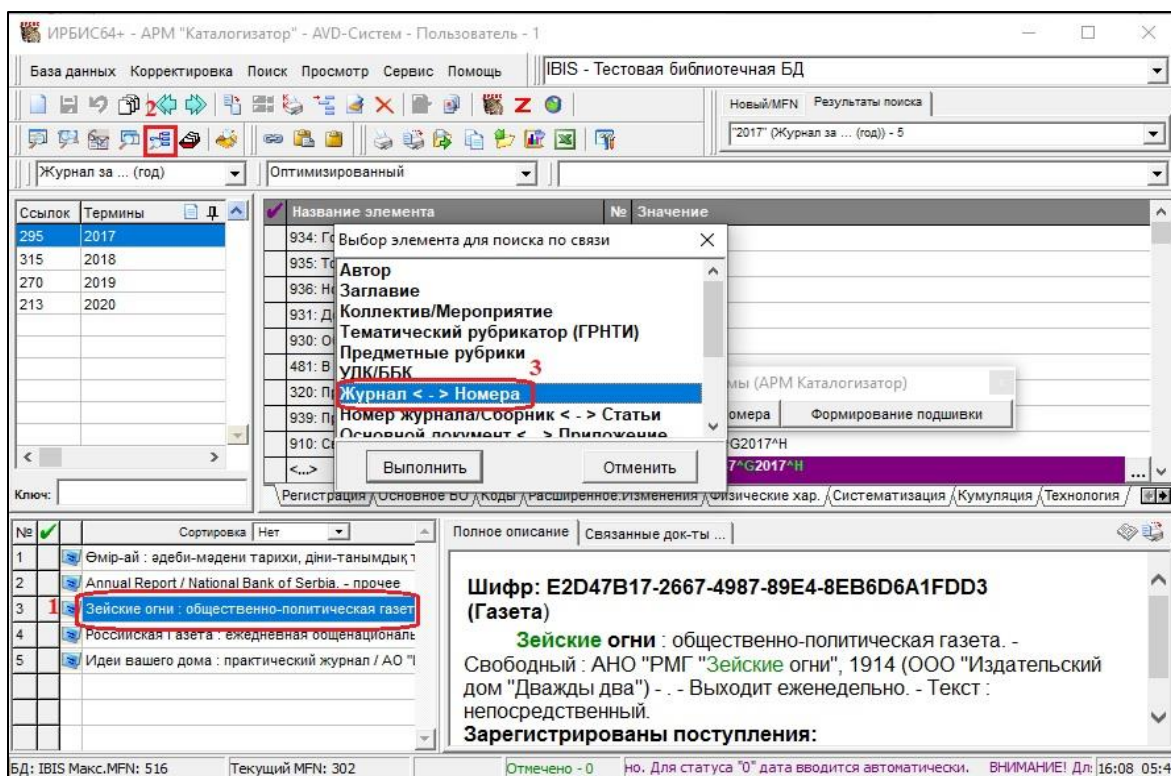 ИРБИС64+ - АРМ "Каталогизатор" - AVD-Систем - Пользователь - 1
База данных Корректировка Поиск Просмотр Сервис Помощь
IBIS - Тестовая библиотечная БД
2
Z
Новый/MFN Результаты поиска
"2017" (Журнал за ... (год)) - 5
Журнал за ... (год)
Оптимизированный
Ссылок Термины
295 2017
315 2018
270 2019
213 2020
Ключ:
Название элемента № Значение
934:
935:
936:
931:
930:
481: В
320:
939:
910:
<...>
Выбор элемента для поиска по связи
Автор
Заглавие
Коллектив/Мероприятие
Тематический рубрикатор (ГРНТИ)
Предметные рубрики
УДК/ББК
3
Журнал < - > Номера
Номер журнала/Сборник < - > Статьи
Основной документ < - > Приложение
Выполнить Отменить
(АРМ Каталогизатор)
Формирование подшивки
^G2017^H
7^G2017^H
...
Регистрация Основное БО Коды Расширенное.Изменения Физические хар. Систематизация Кумуляция Технология
№ Сортировка Нет
1 Өмір-ай : әдеби-мәдени тарихи, діни-танымдық
2 Annual Report / National Bank of Serbia. - прочее
3 1 Зейские огни : общественно-политическая газет
4 Российская Газета : ежедневная общенациональ
5 Идеи вашего дома : практический журнал / АО
Полное описание Связанные док-ты ...
Шифр: E2D47B17-2667-4987-89E4-8EB6D6A1FDD3
(Газета)
Зейские огни : общественно-политическая газета. -
Свободный : АНО "РМГ "Зейские огни", 1914 (ООО "Издательский
дом "Дважды два") - . - Выходит еженедельно. - Текст :
непосредственный.
Зарегистрированы поступления:
БД: IBIS Макс.MFN: 516 Текущий MFN: 302 Отмечено - 0 но. Для статуса "0" дата вводится автоматически. ВНИМАНИЕ! Дл 16:08 05:4